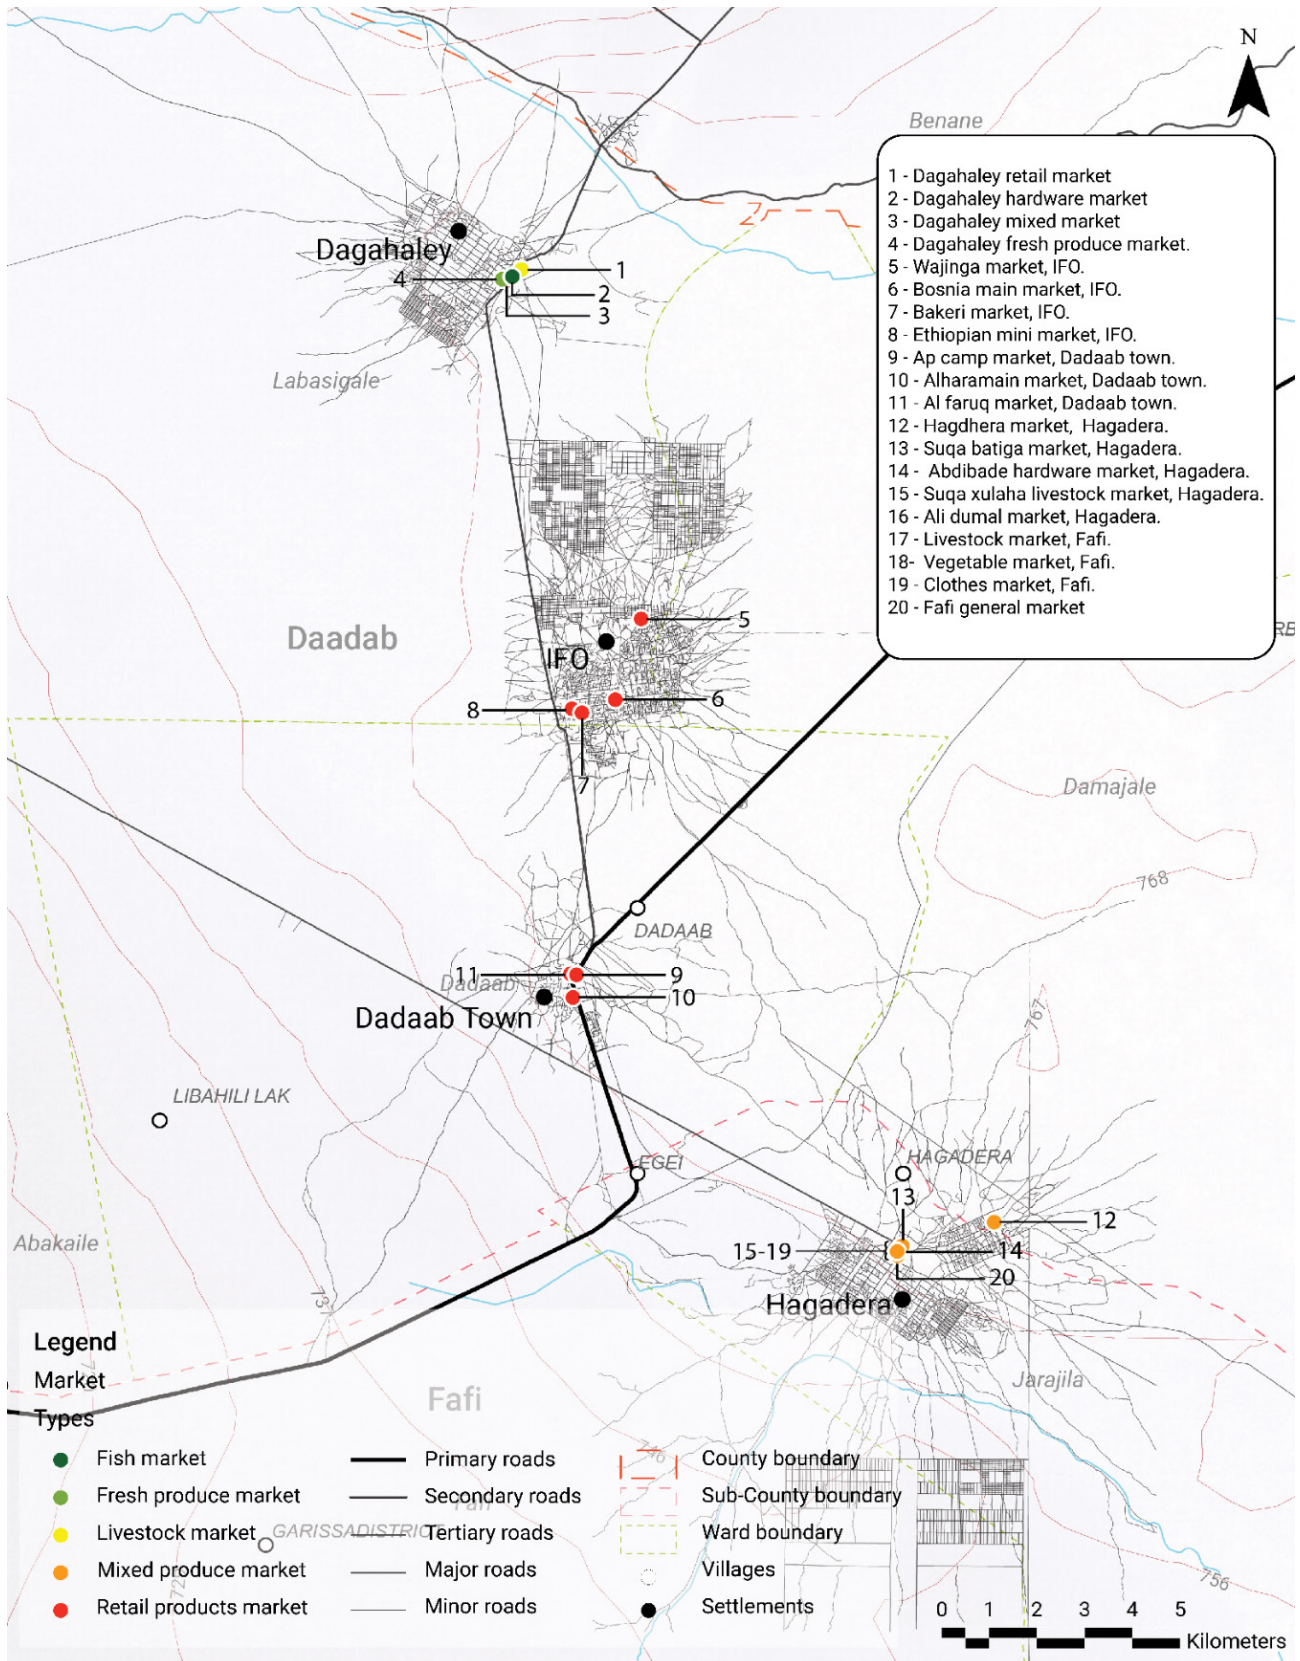 N
Benane
1 - Dagahaley retail market
2 - Dagahaley hardware market
3 - Dagahaley mixed market
4 - Dagahaley fresh produce market.
5 - Wajinga market, IFO.
6 - Bosnia main market, IFO.
7 - Bakeri market, IFO.
8 - Ethiopian mini market, IFO.
9 - Ap camp market, Dadaab town.
10 - Alharamain market, Dadaab town.
11 - Al faruq market, Dadaab town.
12 - Hagdhera market, Hagadera.
13 - Suqa batiga market, Hagadera.
14 - Abdibade hardware market, Hagadera.
15 - Suqa xulaha livestock market, Hagadera.
16 - Ali dumal market, Hagadera.
17 - Livestock market, Fafi.
18- Vegetable market, Fafi.
19 - Clothes market, Fafi.
20 - Fafi general market
Dagahaley
4
1
2
3
Labasigale
Daadab
5
IFO
RB
6
8
7
Damajale
768
DADAAB
11
9
Dadaab
10
Dadaab Town
767
LIBAHILI LAK
EGEI
HAGADERA
13
12
Abakaile
15-19
14
20
Hagadera
Jarajila
Fafi
746
Fafi
GARISSADISTRICT
756
Legend
Market
Types
Fish market
Fresh produce market
Livestock market
Mixed produce market
Retail products market
Primary roads
Secondary roads
Tertiary roads
Major roads
Minor roads
County boundary
Sub-County boundary
Ward boundary
Villages
Settlements
0 1 2 3 4 5
Kilometers